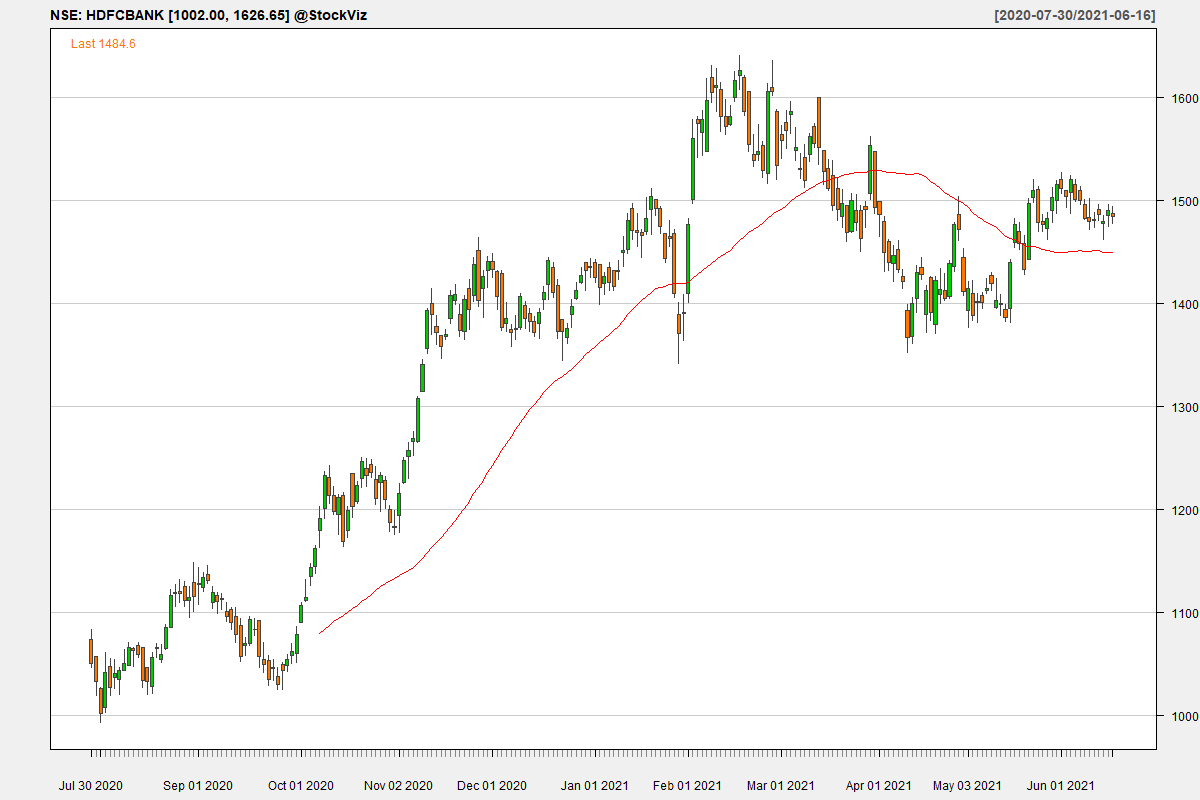 NSE: HDFCBANK [1002.00, 1626.65] @StockViz
[2020-07-30/2021-06-16]
Last 1484.6
1600
1500
1400
1300
1200
1100
1000
Jul 30 2020
Sep 01 2020
Oct 01 2020
Nov 02 2020
Dec 01 2020
Jan 01 2021
Feb 01 2021
Mar 01 2021
Apr 01 2021
May 03 2021
Jun 01 2021